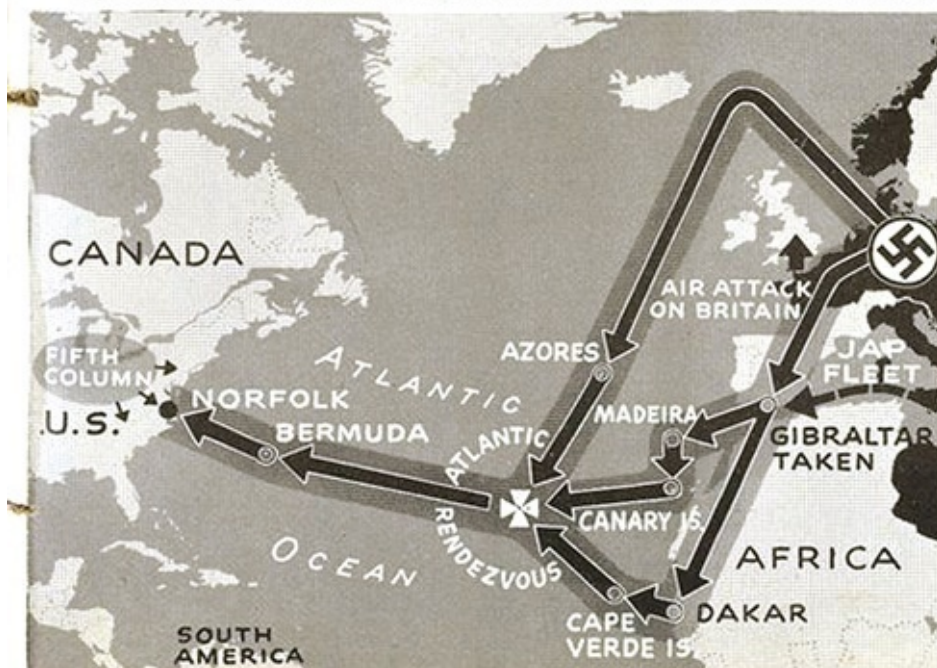 CANADA
AIR ATTACK
ON BRITAIN
FIFTH
COLUMN
U.S.
NORFOLK
BERMUDA
ATLANTIC
OCEAN
AZORES
MADEIRA
JAP
FLEET
GIBRALTAR
TAKEN
ATLANTIC
RENDEZVOUS
CANARY IS.
AFRICA
DAKAR
CAPE
VERDE IS.
SOUTH
AMERICA